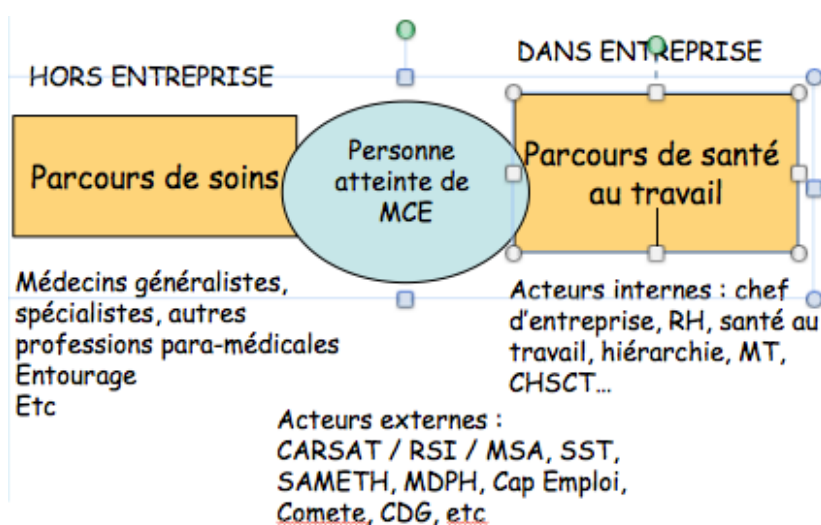 HORS ENTREPRISE
DANS ENTREPRISE
Parcours de soins
Personne
atteinte de
MCE
Parcours de santé
au travail
Médecins généralistes,
spécialistes, autres
professions para-médicales
Entourage
Etc
Acteurs internes : chef
d'entreprise, RH, santé au
travail, hiérarchie, MT,
CHSCT...
Acteurs externes :
CARSAT / RSI / MSA, SST,
SAMETH, MDPH, Cap Emploi,
Comete, CDG, etc